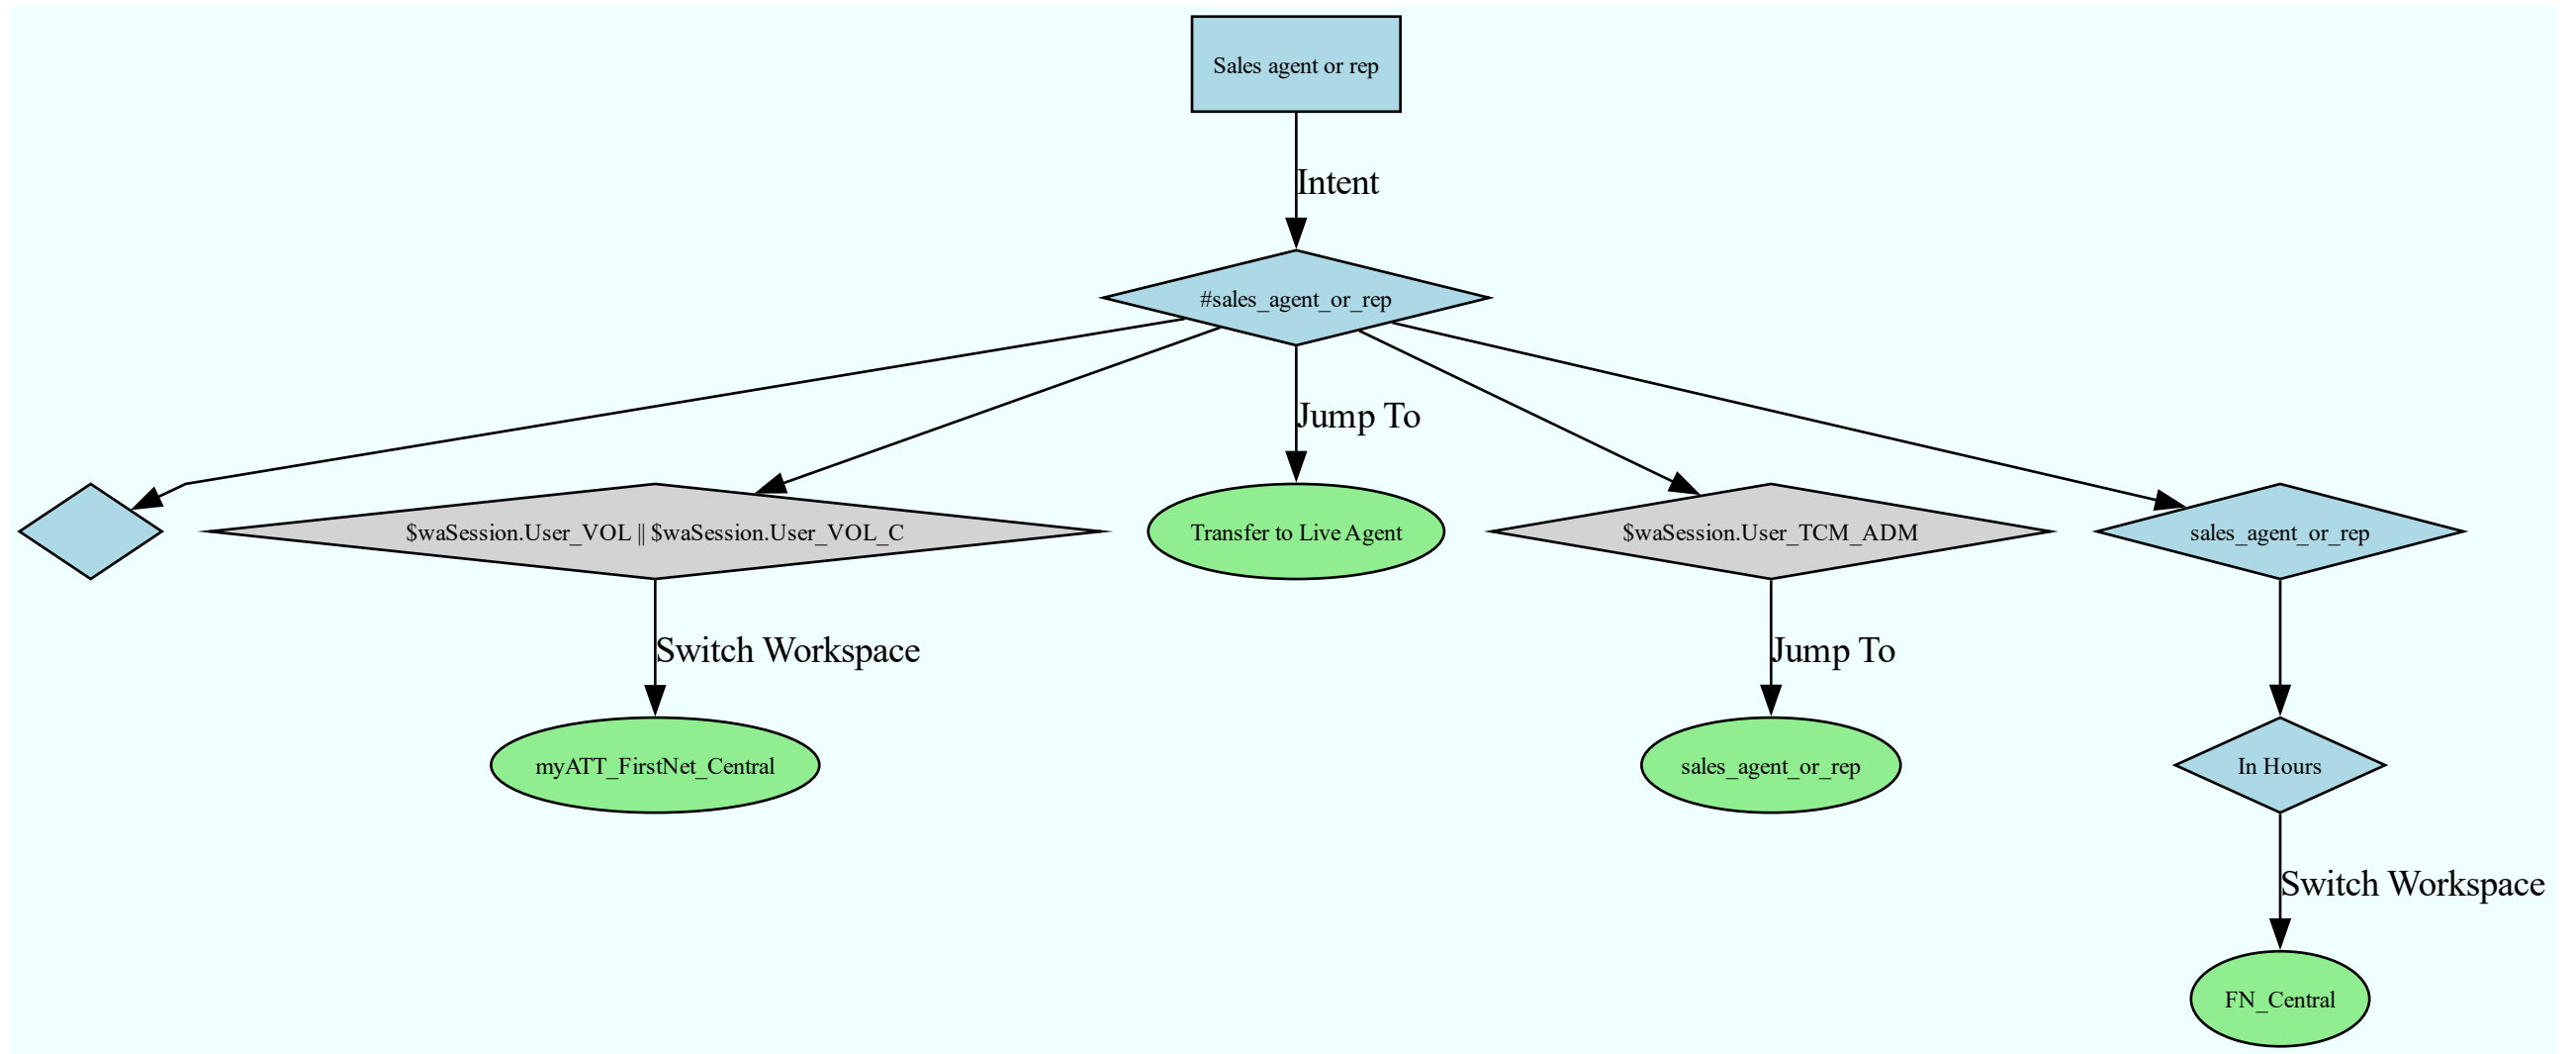 Sales agent or rep
Intent
#sales_agent_or_rep
Jump To
$waSession.User_VOL || $waSession.User_VOL_C
Transfer to Live Agent
$waSession.User_TCM_ADM
sales_agent_or_rep
Switch Workspace
Jump To
myATT_FirstNet_Central
sales_agent_or_rep
In Hours
Switch Workspace
FN_Central